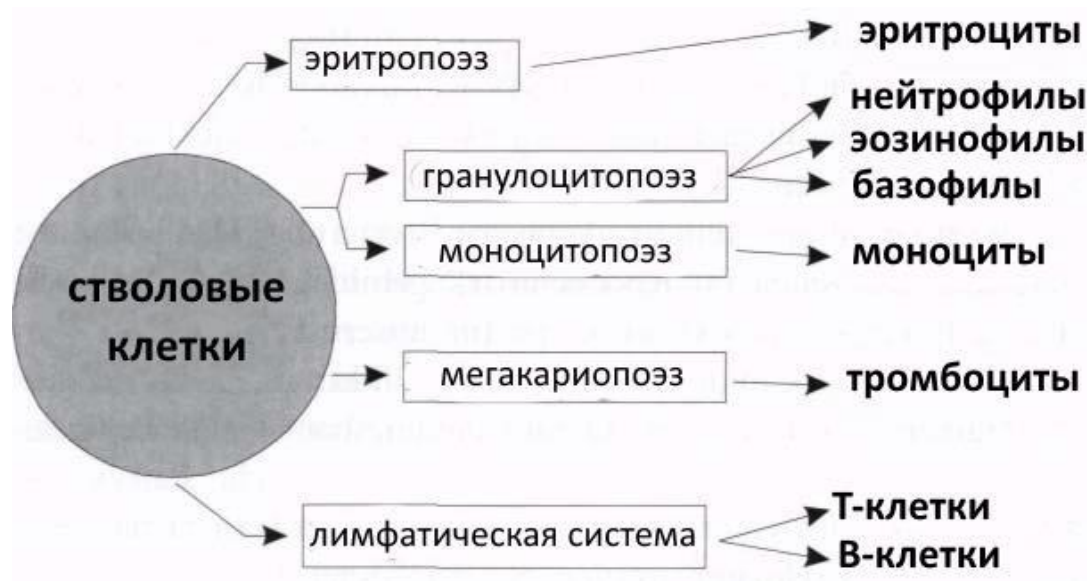 эритропоэз
эритроциты
гранулоцитопоэз
нейтрофилы
эозинофилы
базофилы
моноцитопоэз
моноциты
стволовые
клетки
мегакариопоэз
тромбоциты
лимфатическая система
Т-клетки
В-клетки